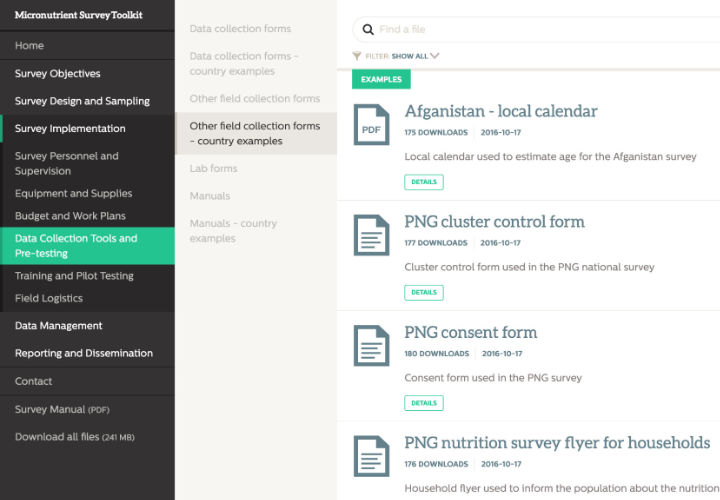 Micronutrient Survey Toolkit
Home
Survey Objectives
Survey Design and Sampling
Survey Implementation
Survey Personnel and
Supervision
Equipment and Supplies
Budget and Work Plans
Data Collection Tools and
Pre-testing
Training and Pilot Testing
Field Logistics
Data Management
Reporting and Dissemination
Contact
Survey Manual (PDF)
Download all files (241 MB)
Data collection forms
Data collection forms -
country examples
Other field collection forms
Other field collection forms
- country examples
Lab forms
Manuals
Manuals - country
examples
Find a file
FILTER: SHOW ALL
EXAMPLES
PDF
Afganistan - local calendar
175 DOWNLOADS 2016-10-17
Local calendar used to estimate age for the Afganistan survey
DETAILS
PNG cluster control form
177 DOWNLOADS 2016-10-17
Cluster control form used in the PNG national survey
DETAILS
PNG consent form
180 DOWNLOADS 2016-10-17
Consent form used in the PNG survey
DETAILS
PNG nutrition survey flyer for households
176 DOWNLOADS 2016-10-17
Household flyer used to inform the population about the nutrition